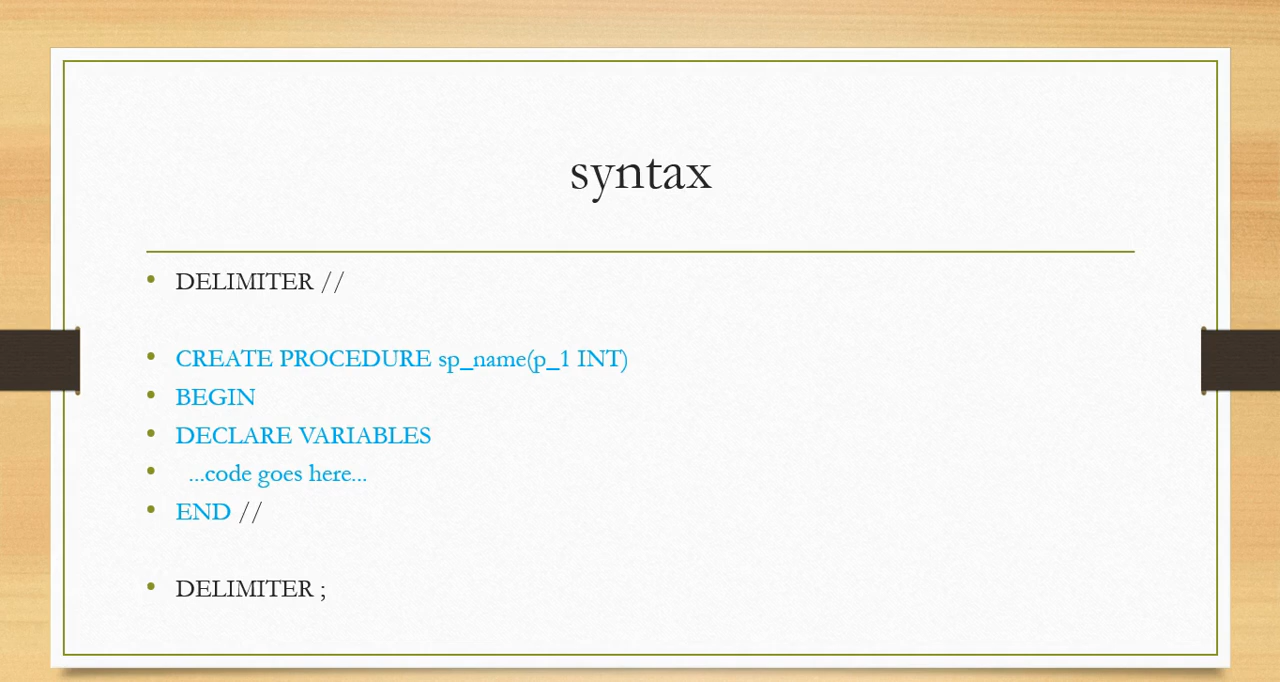 syntax
• DELIMITER //
• CREATE PROCEDURE sp_name(p_1 INT)
• BEGIN
• DECLARE VARIABLES
• ...code goes here...
• END //
• DELIMITER ;